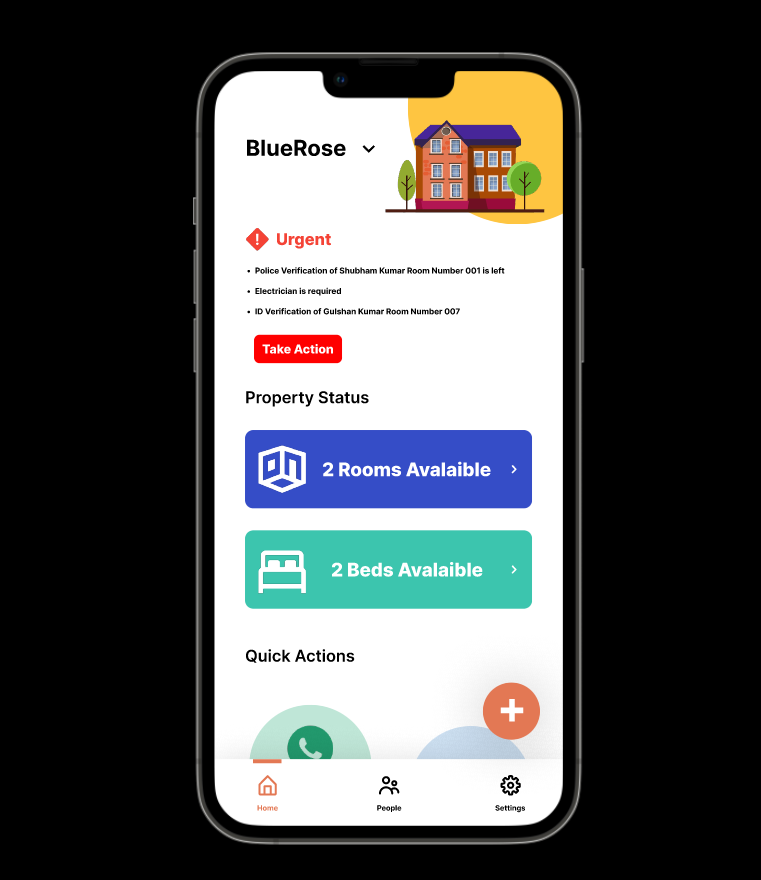 BlueRose
Urgent
• Police Verification of Shubham Kumar Room Number 001 is left
• Electrician is required
• ID Verification of Gulshan Kumar Room Number 007
Take Action
Property Status
2 Rooms Avalaible
2 Beds Avalaible
Quick Actions
Home
People
Settings